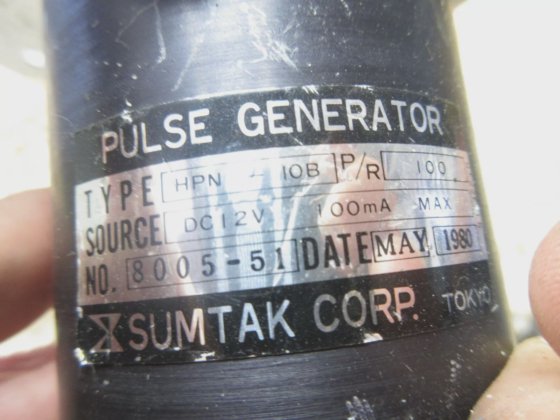 PULSE GENERATOR
TYPE HPN 10B P/R 100
SOURCE DC12V 100mA MAX
NO. 8005-51 DATE MAY, 1980
SUMTAK CORP. TOKYO